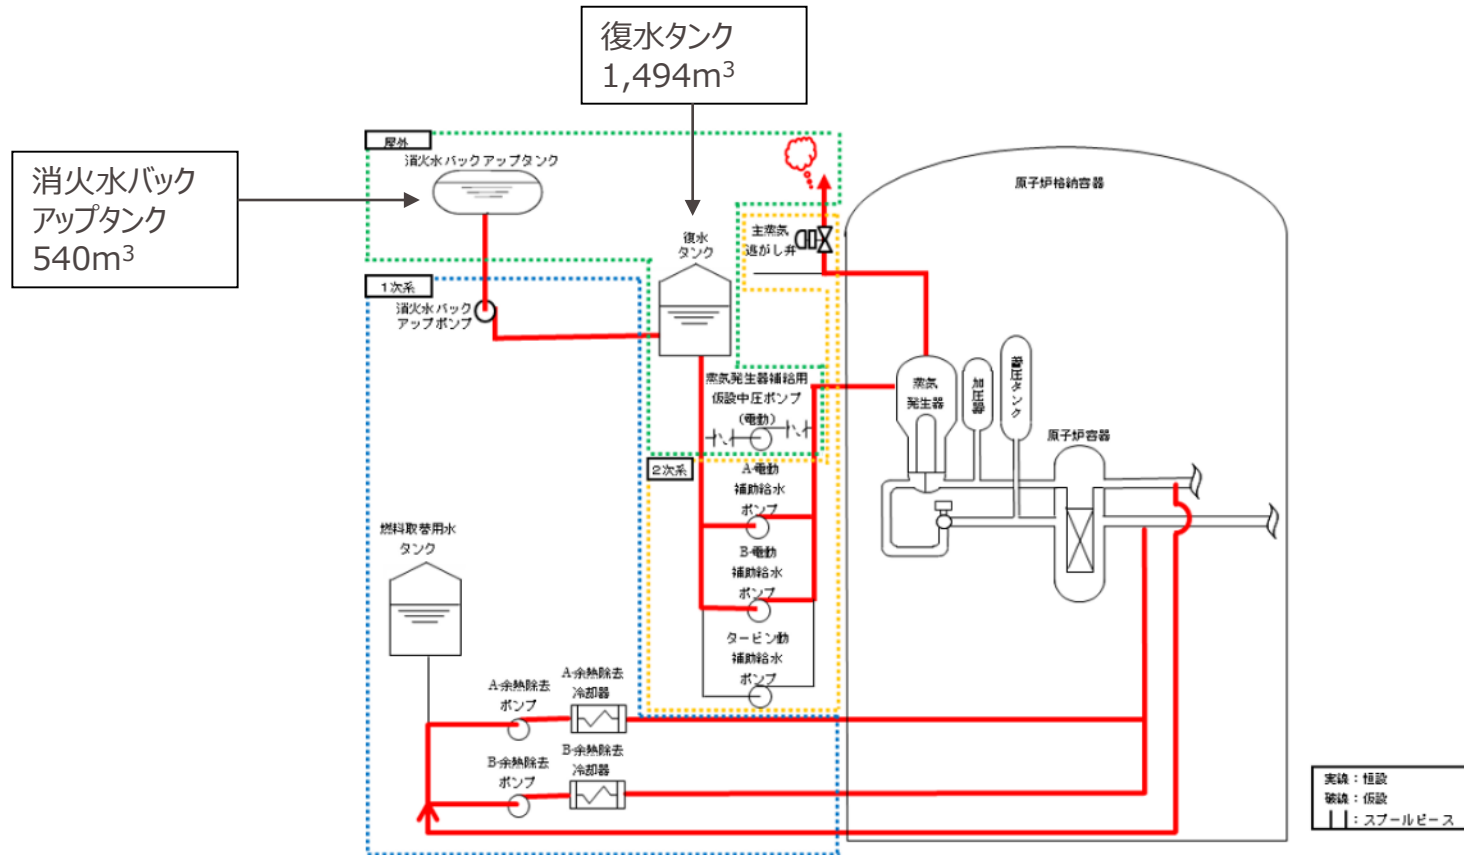 復水タンク
1,494m³
消火水バック
アップタンク
540m³
屋外
消火水バックアップタンク
原子炉格納容器
復水
タンク
主蒸気
逃がし弁
1次系
消火水バック
アップポンプ
蒸気発生器補給用
仮設中圧ポンプ
(電動)
蒸気
発生器
加圧器
蓄圧タンク
原子炉容器
2次系
A-電動
補助給水
ポンプ
B-電動
補助給水
ポンプ
タービン動
補助給水
ポンプ
燃料取替用水
タンク
A-余熱除去
ポンプ
A-余熱除去
冷却器
B-余熱除去
ポンプ
B-余熱除去
冷却器
実線:恒設
破線:仮設
:スプールピース